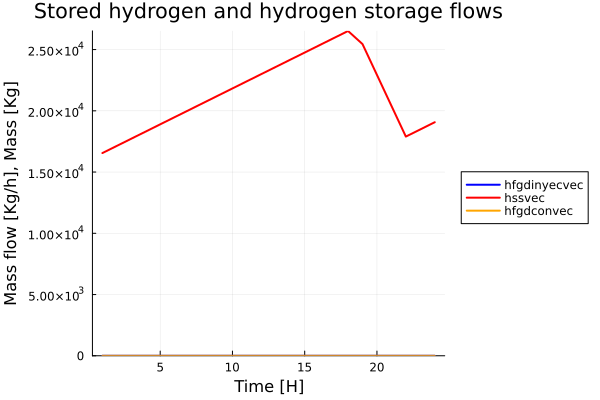 Stored hydrogen and hydrogen storage flows
Mass flow [Kg/h], Mass [Kg]
2.50×10⁴
2.00×10⁴
1.50×10⁴
1.00×10⁴
5.00×10³
0
5 10 15 20
Time [H]
hfgdinyecvec
hssvec
hfgdconvec